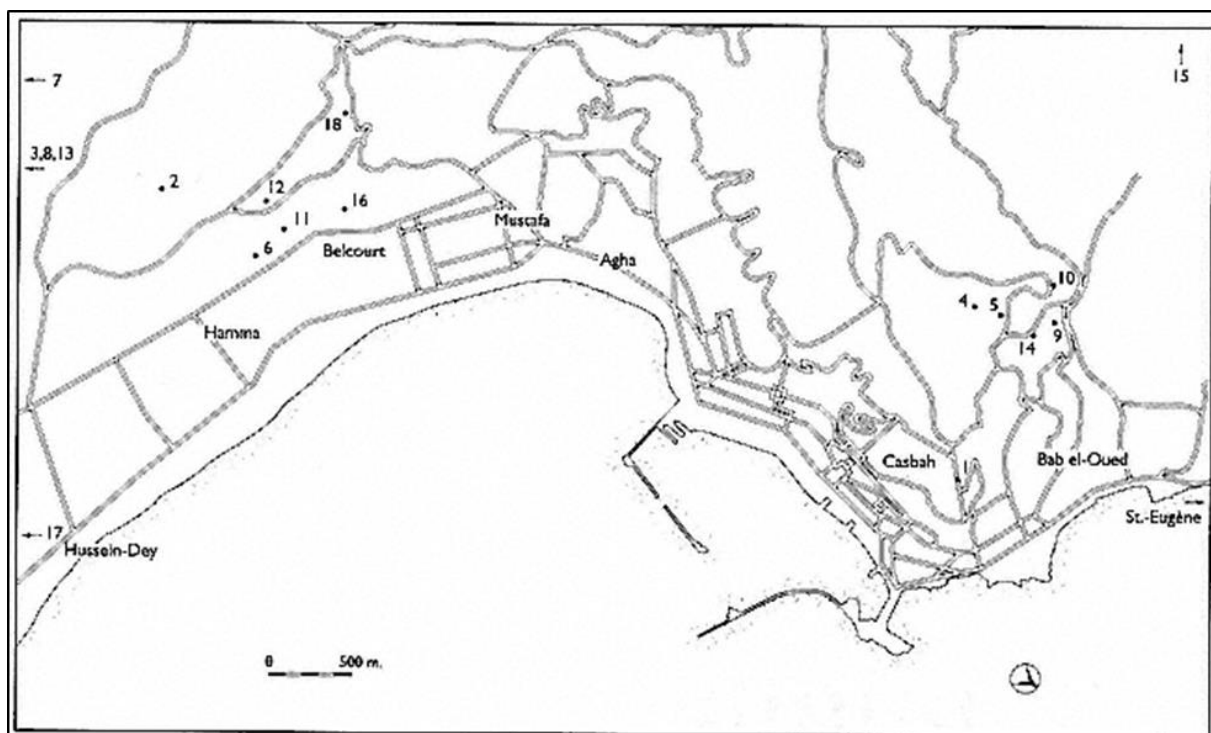 7
15
18
3,8,13
2
12
16
11
Mustafa
6
Belcourt
Agha
10
4
5
9
14
Hamma
Casbah
1
Bab el-Oued
St.-Eugène
17
Hussein-Dey
0 500 m.